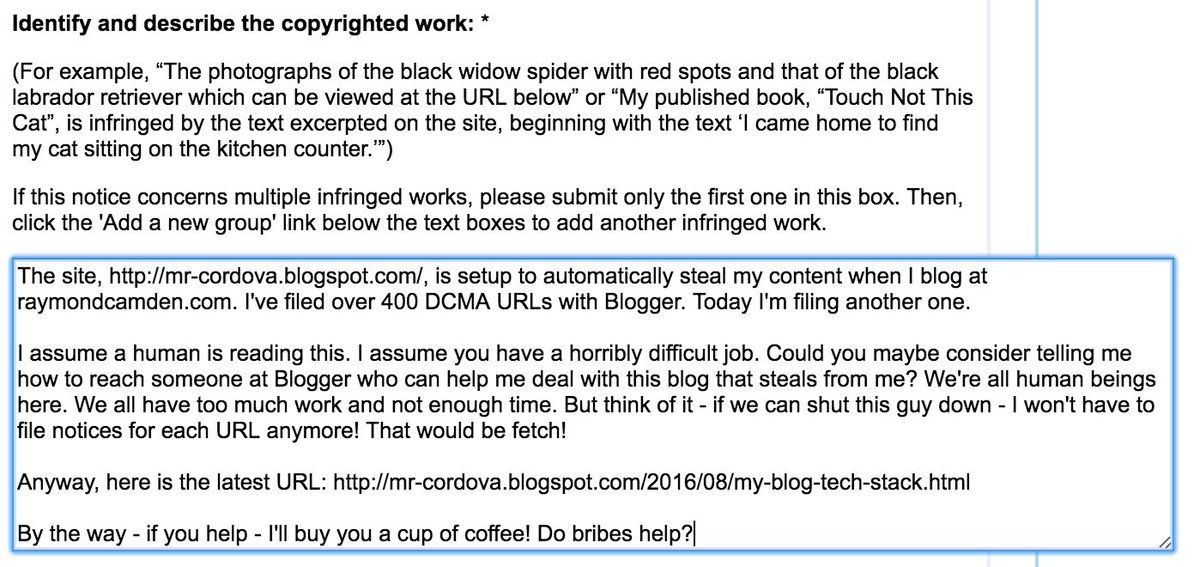 Identify and describe the copyrighted work: *
(For example, “The photographs of the black widow spider with red spots and that of the black
labrador retriever which can be viewed at the URL below” or “My published book, “Touch Not This
Cat”, is infringed by the text excerpted on the site, beginning with the text ‘I came home to find
my cat sitting on the kitchen counter.’”)
If this notice concerns multiple infringed works, please submit only the first one in this box. Then,
click the 'Add a new group' link below the text boxes to add another infringed work.
The site, http://mr-cordova.blogspot.com/, is setup to automatically steal my content when I blog at
raymondcamden.com. I've filed over 400 DCMA URLs with Blogger. Today I'm filing another one.
I assume a human is reading this. I assume you have a horribly difficult job. Could you maybe consider telling me
how to reach someone at Blogger who can help me deal with this blog that steals from me? We're all human beings
here. We all have too much work and not enough time. But think of it - if we can shut this guy down - I won't have to
file notices for each URL anymore! That would be fetch!
Anyway, here is the latest URL: http://mr-cordova.blogspot.com/2016/08/my-blog-tech-stack.html
By the way - if you help - I'll buy you a cup of coffee! Do bribes help?